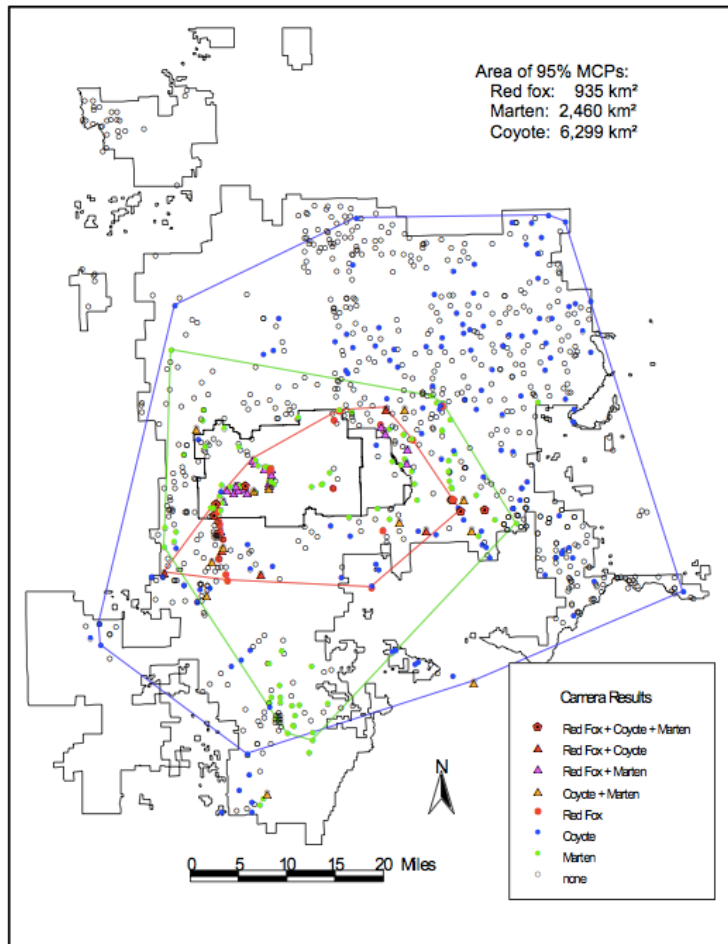 Area of 95% MCPs:
Red fox: 935 km²
Marten: 2,460 km²
Coyote: 6,299 km²
N
0 5 10 15 20 Miles
Camera Results
Red Fox + Coyote + Marten
Red Fox + Coyote
Red Fox + Marten
Coyote + Marten
Red Fox
Coyote
Marten
none